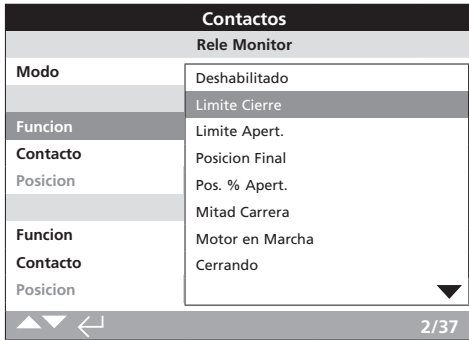 Contactos
Rele Monitor
Modo
Funcion
Contacto
Posicion
Funcion
Contacto
Posicion
Deshabilitado
Limite Cierre
Limite Apert.
Posicion Final
Pos. % Apert.
Mitad Carrera
Motor en Marcha
Cerrando
2/37